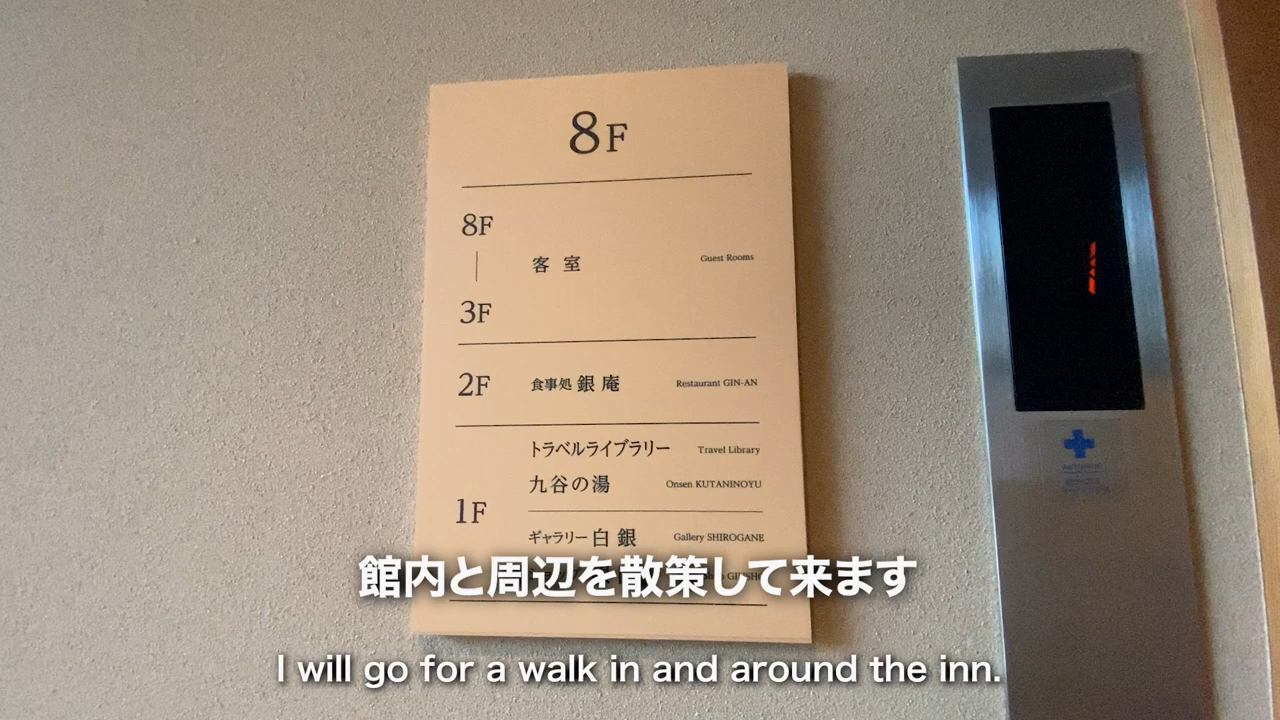 8F
8F
客室 Guest Rooms
3F
2F 食事処 銀庵 Restaurant GIN-AN
トラベルライブラリー Travel Library
九谷の湯 Onsen KUTANINOYU
1F
ギャラリー 白銀 Gallery SHIROGANE
館内と周辺を散策して来ます
I will go for a walk in and around the inn.